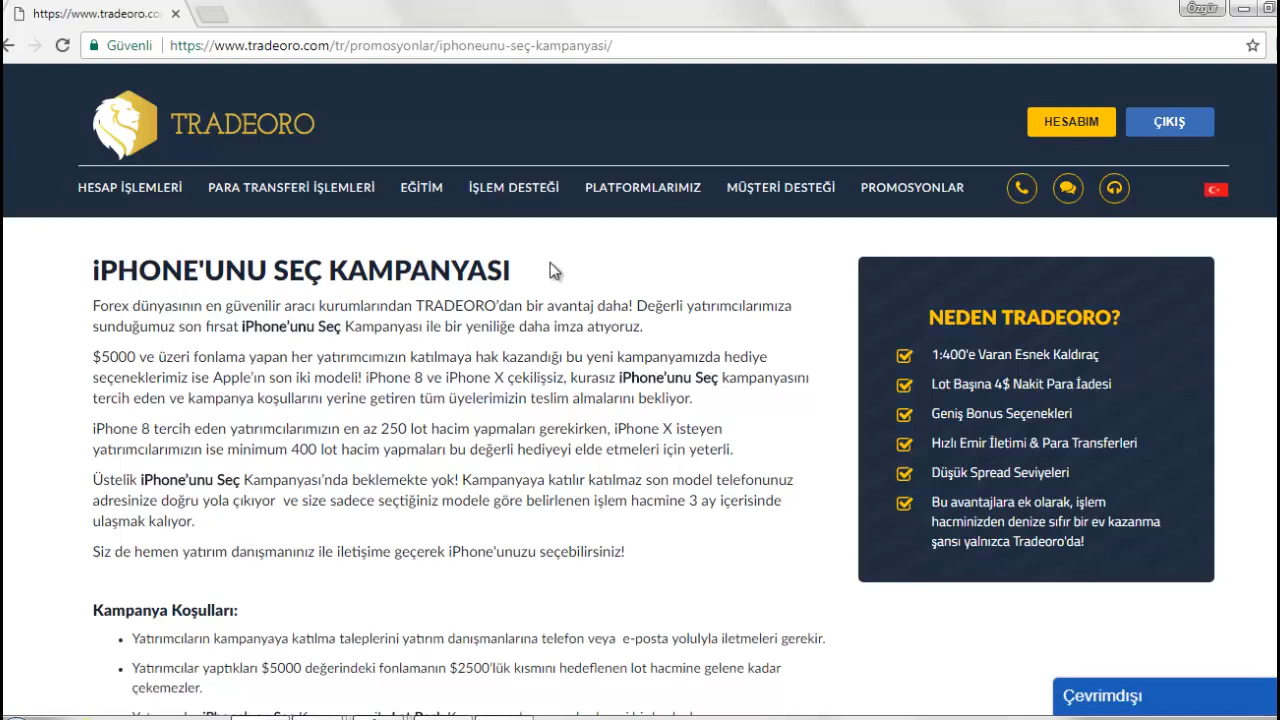 https://www.tradeoro.co
Özgür
Güvenli
https://www.tradeoro.com/tr/promosyonlar/iphoneunu-seç-kampanyasi/
TRADEORO
HESABIM
ÇIKIŞ
HESAP İŞLEMLERİ
PARA TRANSFERİ İŞLEMLERİ
EĞİTİM
İŞLEM DESTEĞİ
PLATFORMLARIMIZ
MÜŞTERİ DESTEĞİ
PROMOSYONLAR
iPHONE'UNU SEÇ KAMPANYASI
Forex dünyasının en güvenilir aracı kurumlarından TRADEORO’dan bir avantaj daha! Değerli yatırımcılarımıza
sunduğumuz son fırsat iPhone’unu Seç Kampanyası ile bir yeniliğe daha imza atıyoruz.
$5000 ve üzeri fonlama yapan her yatırımcımızın katılmaya hak kazandığı bu yeni kampanyamızda hediye
seçeneklerimiz ise Apple’ın son iki modeli! iPhone 8 ve iPhone X çekilişsiz, kurasız iPhone’unu Seç kampanyasını
tercih eden ve kampanya koşullarını yerine getiren tüm üyelerimizin teslim almalarını bekliyor.
iPhone 8 tercih eden yatırımcılarımızın en az 250 lot hacim yapmaları gerekirken, iPhone X isteyen
yatırımcılarımızın ise minimum 400 lot hacim yapmaları bu değerli hediyeyi elde etmeleri için yeterli.
Üstelik iPhone’unu Seç Kampanyası’nda beklemekte yok! Kampanyaya katılır katılmaz son model telefonunuz
adresinize doğru yola çıkıyor ve size sadece seçtiğiniz modele göre belirlenen işlem hacmine 3 ay içerisinde
ulaşmak kalıyor.
Siz de hemen yatırım danışmanınız ile iletişime geçerek iPhone'unuzu seçebilirsiniz!
Kampanya Koşulları:
• Yatırımcıların kampanyaya katılma taleplerini yatırım danışmanlarına telefon veya e-posta yoluyla iletmeleri gerekir.
• Yatırımcılar yaptıkları $5000 değerindeki fonlamanın $2500’lük kısmını hedeflenen lot hacmine gelene kadar
çekemezler.
NEDEN TRADEORO?
1:400'e Varan Esnek Kaldıraç
Lot Başına 4$ Nakit Para İadesi
Geniş Bonus Seçenekleri
Hızlı Emir İletimi & Para Transferleri
Düşük Spread Seviyeleri
Bu avantajlara ek olarak, işlem
hacminizden denize sıfır bir ev kazanma
şansı yalnızca Tradeoro'da!
Çevrimdışı